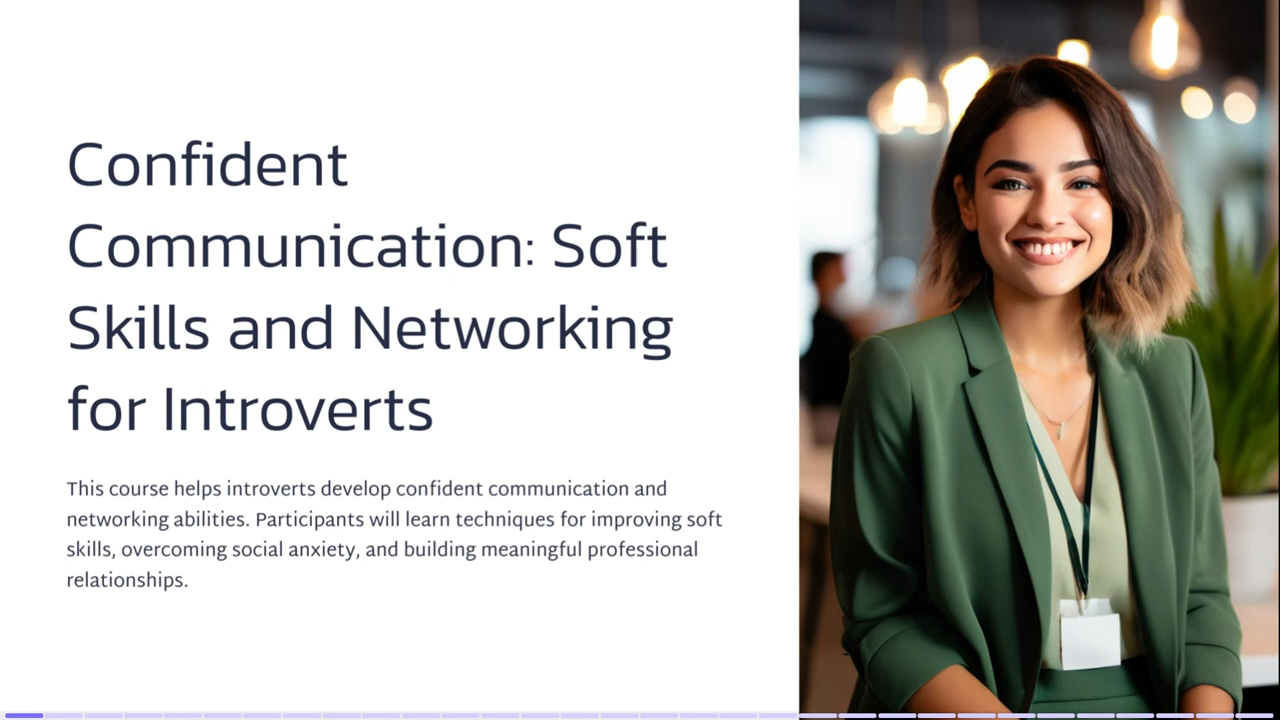 Confident
Communication: Soft
Skills and Networking
for Introverts
This course helps introverts develop confident communication and
networking abilities. Participants will learn techniques for improving soft
skills, overcoming social anxiety, and building meaningful professional
relationships.